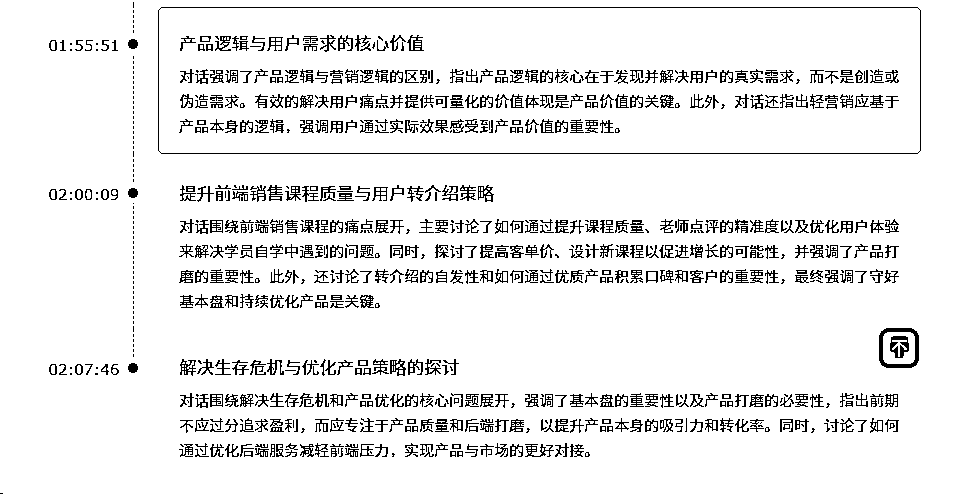 01:55:51
产品逻辑与用户需求的核心价值
对话强调了产品逻辑与营销逻辑的区别，指出产品逻辑的核心在于发现并解决用户的真实需求，而不是创造或
伪造需求。有效的解决用户痛点并提供可量化的价值体现是产品价值的关键。此外，对话还指出轻营销应基于
产品本身的逻辑，强调用户通过实际效果感受到产品价值的重要性。
02:00:09
提升前端销售课程质量与用户转介绍策略
对话围绕前端销售课程的痛点展开，主要讨论了如何通过提升课程质量、老师点评的精准度以及优化用户体验
来解决学员自学中遇到的问题。同时，探讨了提高客单价、设计新课程以促进增长的可能性，并强调了产品打
磨的重要性。此外，还讨论了转介绍的自发性和如何通过优质产品积累口碑和客户的重要性，最终强调了守好
基本盘和持续优化产品是关键。
02:07:46
解决生存危机与优化产品策略的探讨
对话围绕解决生存危机和产品优化的核心问题展开，强调了基本盘的重要性以及产品打磨的必要性，指出前期
不应过分追求盈利，而应专注于产品质量和后端打磨，以提升产品本身的吸引力和转化率。同时，讨论了如何
通过优化后端服务减轻前端压力，实现产品与市场的更好对接。